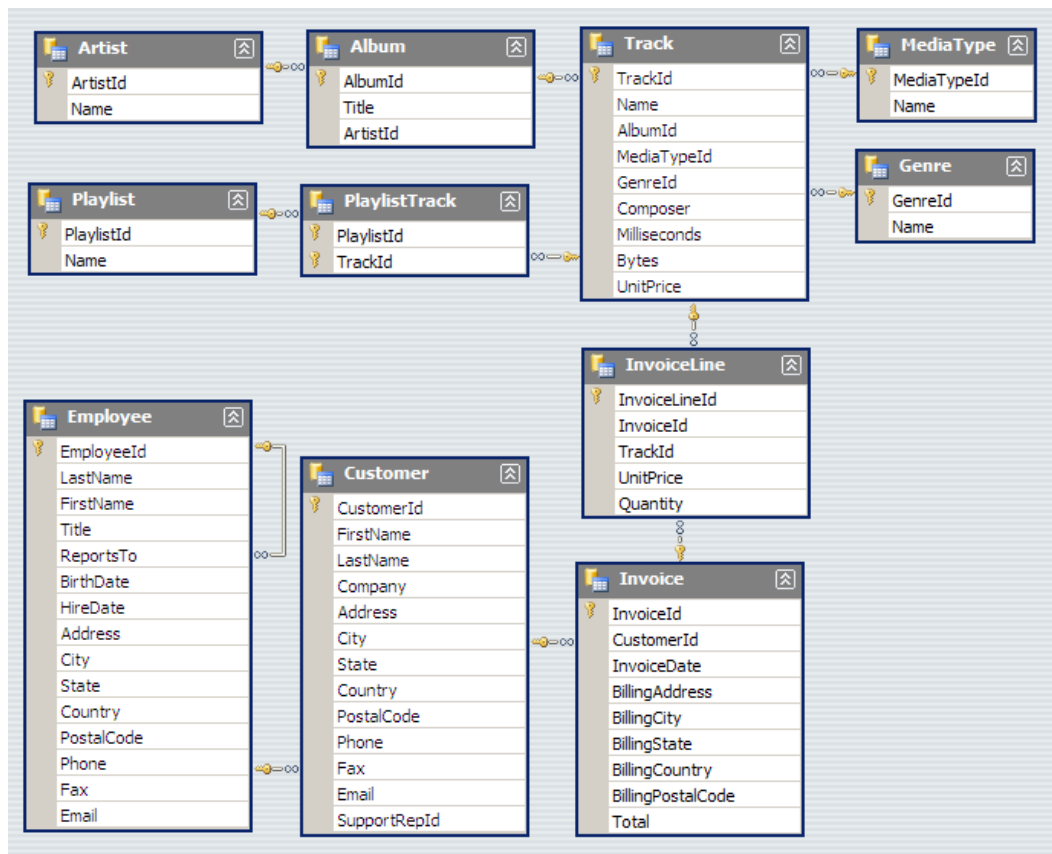 Artist
ArtistId
Name
Album
AlbumId
Title
ArtistId
Track
TrackId
Name
AlbumId
MediaTypeId
GenreId
Composer
Milliseconds
Bytes
UnitPrice
MediaType
MediaTypeId
Name
Genre
GenreId
Name
Playlist
PlaylistId
Name
PlaylistTrack
PlaylistId
TrackId
InvoiceLine
InvoiceLineId
InvoiceId
TrackId
UnitPrice
Quantity
Employee
EmployeeId
LastName
FirstName
Title
ReportsTo
BirthDate
HireDate
Address
City
State
Country
PostalCode
Phone
Fax
Email
Customer
CustomerId
FirstName
LastName
Company
Address
City
State
Country
PostalCode
Phone
Fax
Email
SupportRepId
Invoice
InvoiceId
CustomerId
InvoiceDate
BillingAddress
BillingCity
BillingState
BillingCountry
BillingPostalCode
Total